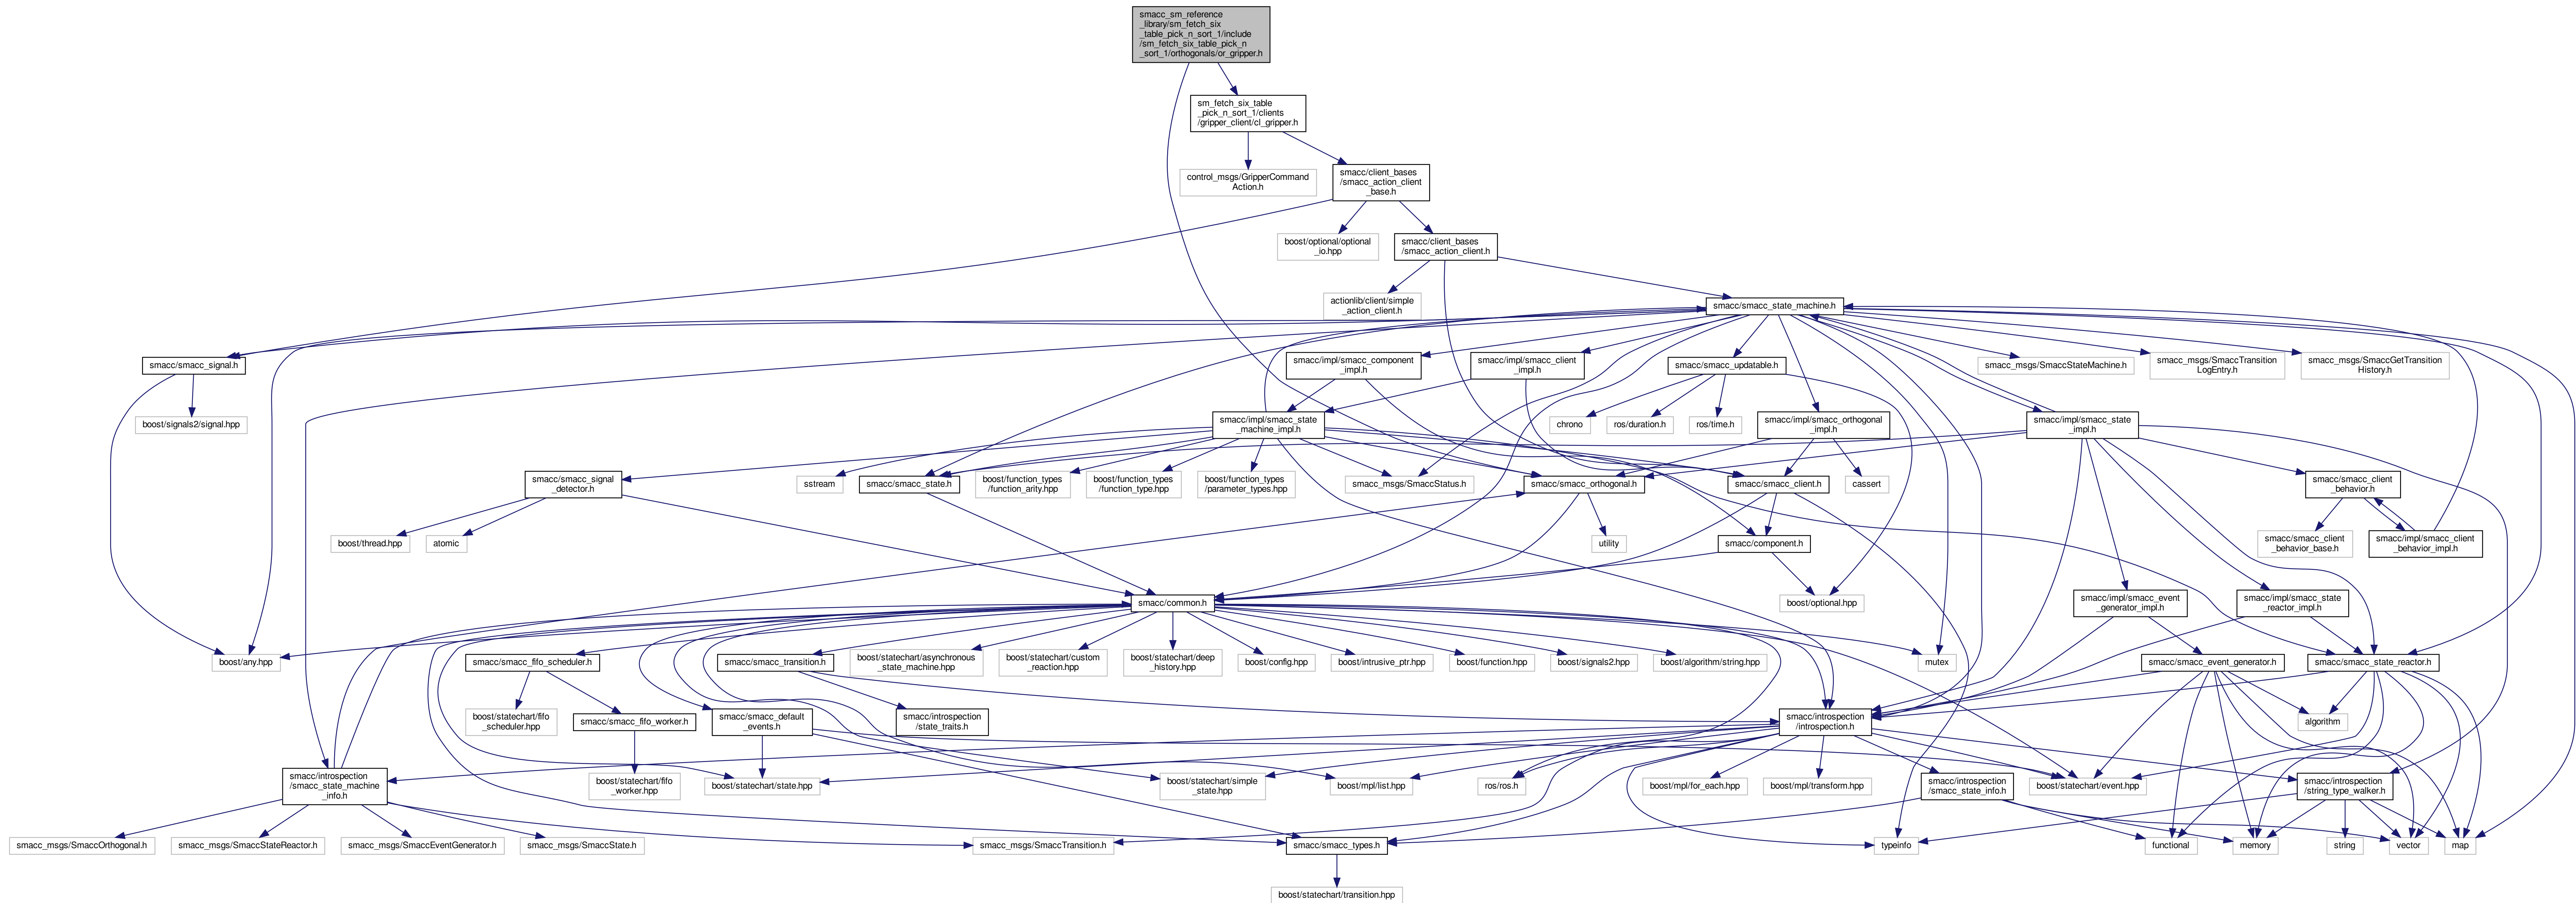 smacc_sm_reference
_library/sm_fetch_six
_table_pick_n_sort_1/include
/sm_fetch_six_table_pick_n
_sort_1/orthogonals/or_gripper.h
sm_fetch_six_table
_pick_n_sort_1/clients
/gripper_client/cl_gripper.h
control_msgs/GripperCommand
Action.h
smacc/client_bases
/smacc_action_client
_base.h
boost/optional/optional
_io.hpp
smacc/client_bases
/smacc_action_client.h
actionlib/client/simple
_action_client.h
smacc/smacc_state_machine.h
smacc/smacc_signal.h
smacc/impl/smacc_component
_impl.h
smacc/impl/smacc_client
_impl.h
smacc/smacc_updatable.h
smacc_msgs/SmaccStateMachine.h
smacc_msgs/SmaccTransition
LogEntry.h
smacc_msgs/SmaccGetTransition
History.h
boost/signals2/signal.hpp
smacc/impl/smacc_state
_machine_impl.h
chrono
ros/duration.h
ros/time.h
smacc/impl/smacc_orthogonal
_impl.h
smacc/impl/smacc_state
_impl.h
smacc/smacc_signal
_detector.h
sstream
smacc/smacc_state.h
boost/function_types
/function_arity.hpp
boost/function_types
/function_type.hpp
boost/function_types
/parameter_types.hpp
smacc_msgs/SmaccStatus.h
smacc/smacc_orthogonal.h
smacc/smacc_client.h
cassert
smacc/smacc_client
_behavior.h
boost/thread.hpp
atomic
utility
smacc/component.h
smacc/smacc_client
_behavior_base.h
smacc/impl/smacc_client
_behavior_impl.h
smacc/common.h
boost/optional.hpp
smacc/impl/smacc_event
_generator_impl.h
smacc/impl/smacc_state
_reactor_impl.h
boost/any.hpp
smacc/smacc_fifo_scheduler.h
smacc/smacc_transition.h
boost/statechart/asynchronous
_state_machine.hpp
boost/statechart/custom
_reaction.hpp
boost/statechart/deep
_history.hpp
boost/config.hpp
boost/intrusive_ptr.hpp
boost/function.hpp
boost/signals2.hpp
boost/algorithm/string.hpp
mutex
smacc/smacc_event_generator.h
smacc/smacc_state_reactor.h
boost/statechart/fifo
_scheduler.hpp
smacc/smacc_fifo_worker.h
smacc/smacc_default
_events.h
smacc/introspection
/state_traits.h
smacc/introspection
/introspection.h
algorithm
smacc/introspection
/smacc_state_machine
_info.h
boost/statechart/fifo
_worker.hpp
boost/statechart/state.hpp
boost/statechart/simple
_state.hpp
boost/mpl/list.hpp
ros/ros.h
boost/mpl/for_each.hpp
boost/mpl/transform.hpp
smacc/introspection
/smacc_state_info.h
boost/statechart/event.hpp
smacc/introspection
/string_type_walker.h
smacc_msgs/SmaccOrthogonal.h
smacc_msgs/SmaccStateReactor.h
smacc_msgs/SmaccEventGenerator.h
smacc_msgs/SmaccState.h
smacc_msgs/SmaccTransition.h
smacc/smacc_types.h
typeinfo
functional
memory
string
vector
map
boost/statechart/transition.hpp